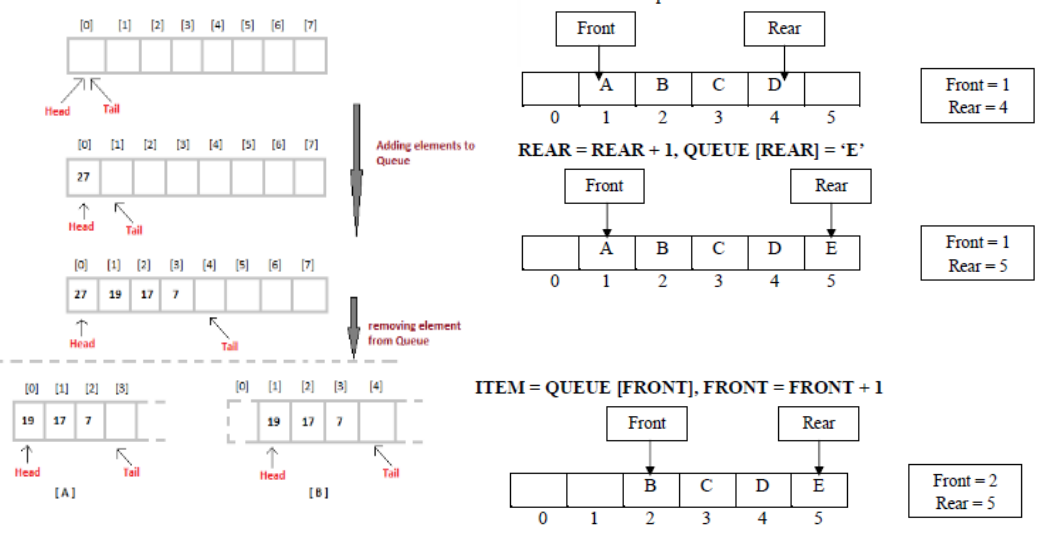 [0] [1] [2] [3] [4] [5] [6] [7]
Head Tail
[0] [1] [2] [3] [4] [5] [6] [7]
27
Head Tail
Adding elements to
Queue
[0] [1] [2] [3] [4] [5] [6] [7]
27 19 17 7
Head Tail
removing element
from Queue
[0] [1] [2] [3]
19 17 7
Head Tail
[A]
[0] [1] [2] [3] [4]
19 17 7
Head Tail
[B]
Front Rear
A B C D
0 1 2 3 4 5
Front = 1
Rear = 4
REAR = REAR + 1, QUEUE [REAR] = ‘E’
Front Rear
A B C D E
0 1 2 3 4 5
Front = 1
Rear = 5
ITEM = QUEUE [FRONT], FRONT = FRONT + 1
Front Rear
B C D E
0 1 2 3 4 5
Front = 2
Rear = 5